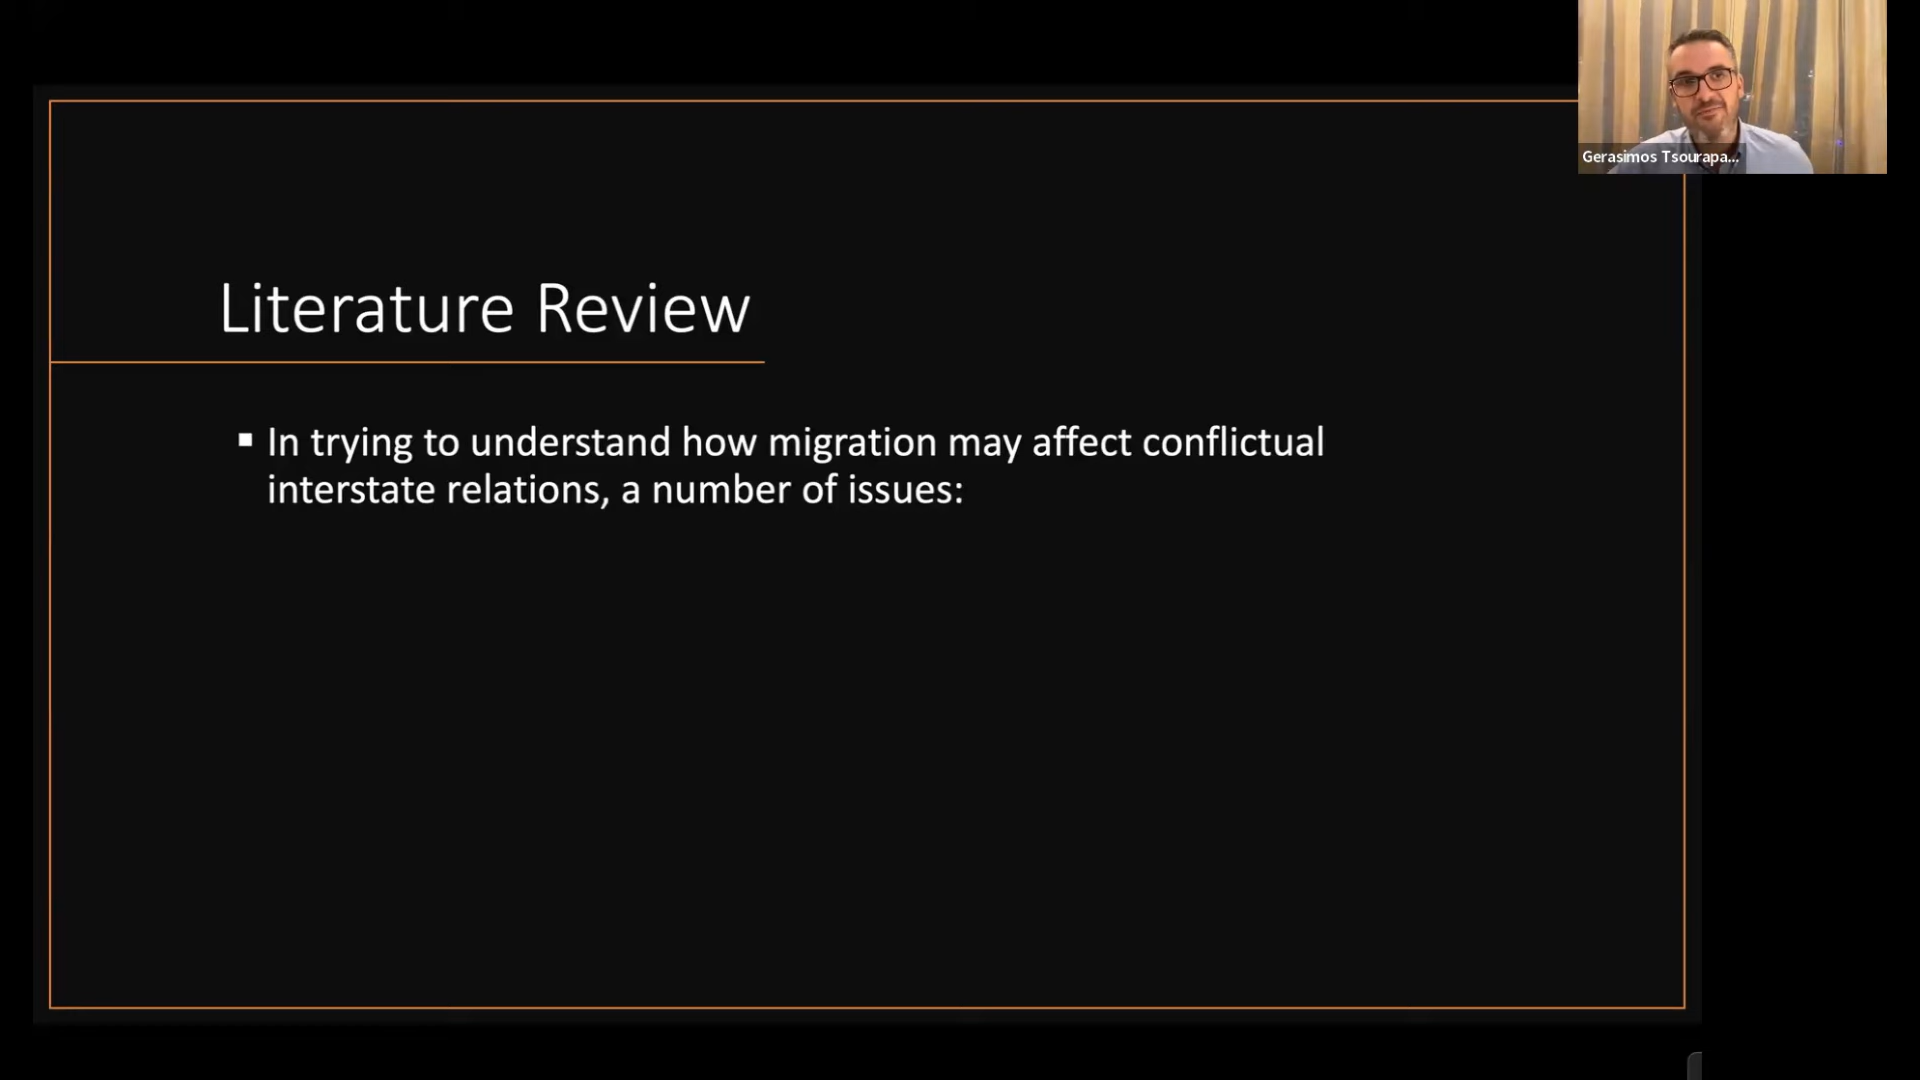 Gerasimos Tsourapa...
Literature Review
▪ In trying to understand how migration may affect conflictual
interstate relations, a number of issues: